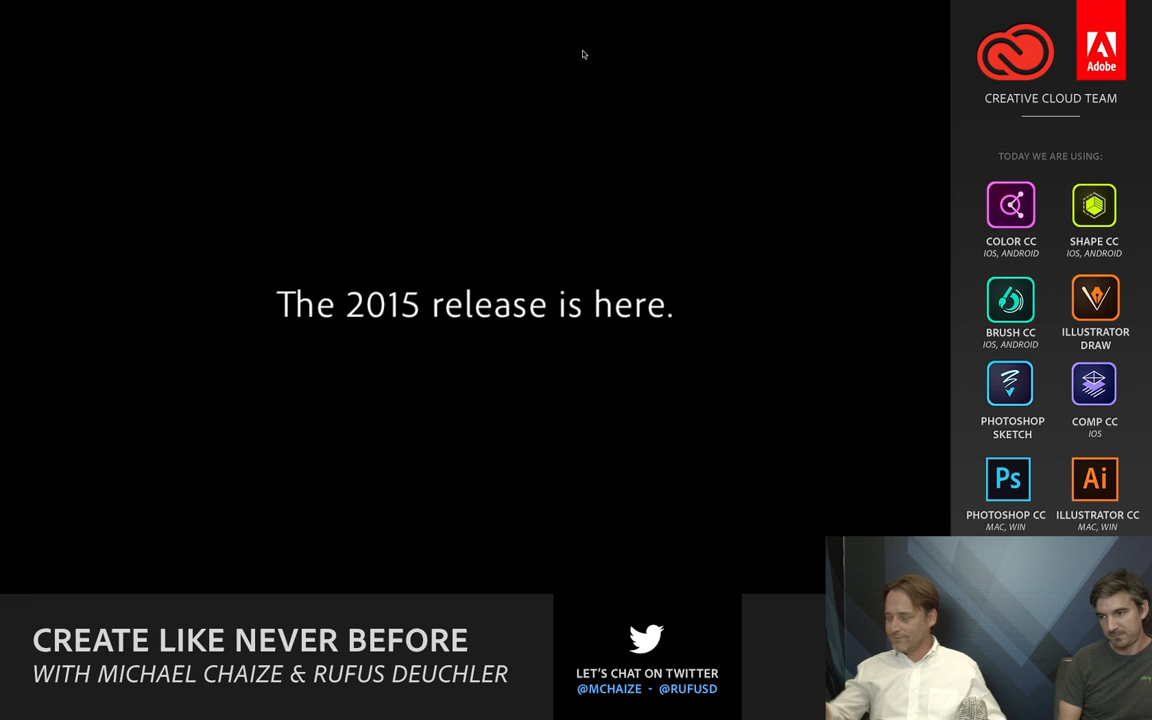 The 2015 release is here.
Adobe
CREATIVE CLOUD TEAM
TODAY WE ARE USING:
COLOR CC
IOS, ANDROID
SHAPE CC
IOS, ANDROID
BRUSH CC
IOS, ANDROID
ILLUSTRATOR
DRAW
PHOTOSHOP
SKETCH
COMP CC
IOS
Ps
PHOTOSHOP CC
MAC, WIN
Ai
ILLUSTRATOR CC
MAC, WIN
CREATE LIKE NEVER BEFORE
WITH MICHAEL CHAIZE & RUFUS DEUCHLER
LET'S CHAT ON TWITTER
@MCHAIZE - @RUFUSD